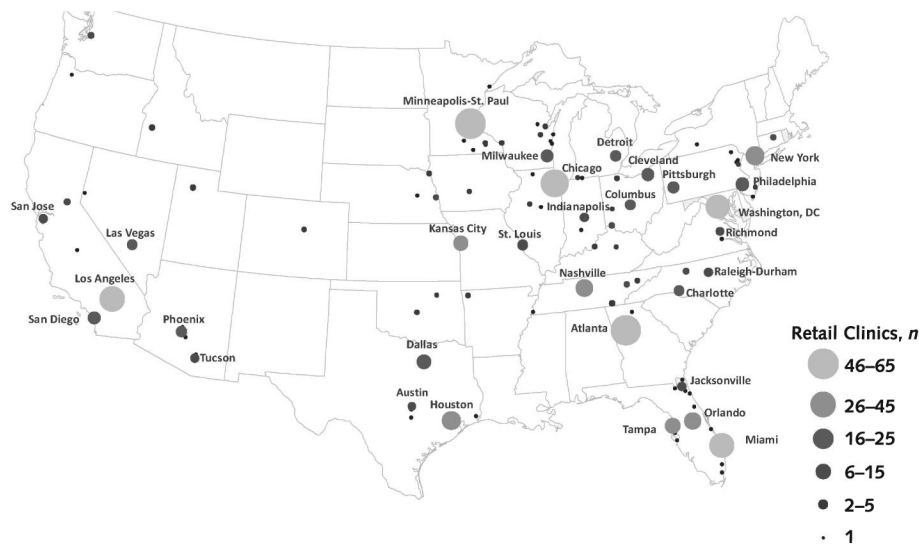 Minneapolis-St. Paul
Detroit
Milwaukee
Cleveland
New York
Chicago
Pittsburgh
Philadelphia
Columbus
San Jose
Indianapolis
Washington, DC
Las Vegas
Kansas City
St. Louis
Richmond
Los Angeles
Nashville
Raleigh-Durham
Charlotte
San Diego
Phoenix
Atlanta
Tucson
Dallas
Retail Clinics, n
46–65
Jacksonville
Austin
Houston
26–45
Orlando
Tampa
Miami
16–25
6–15
2–5
1